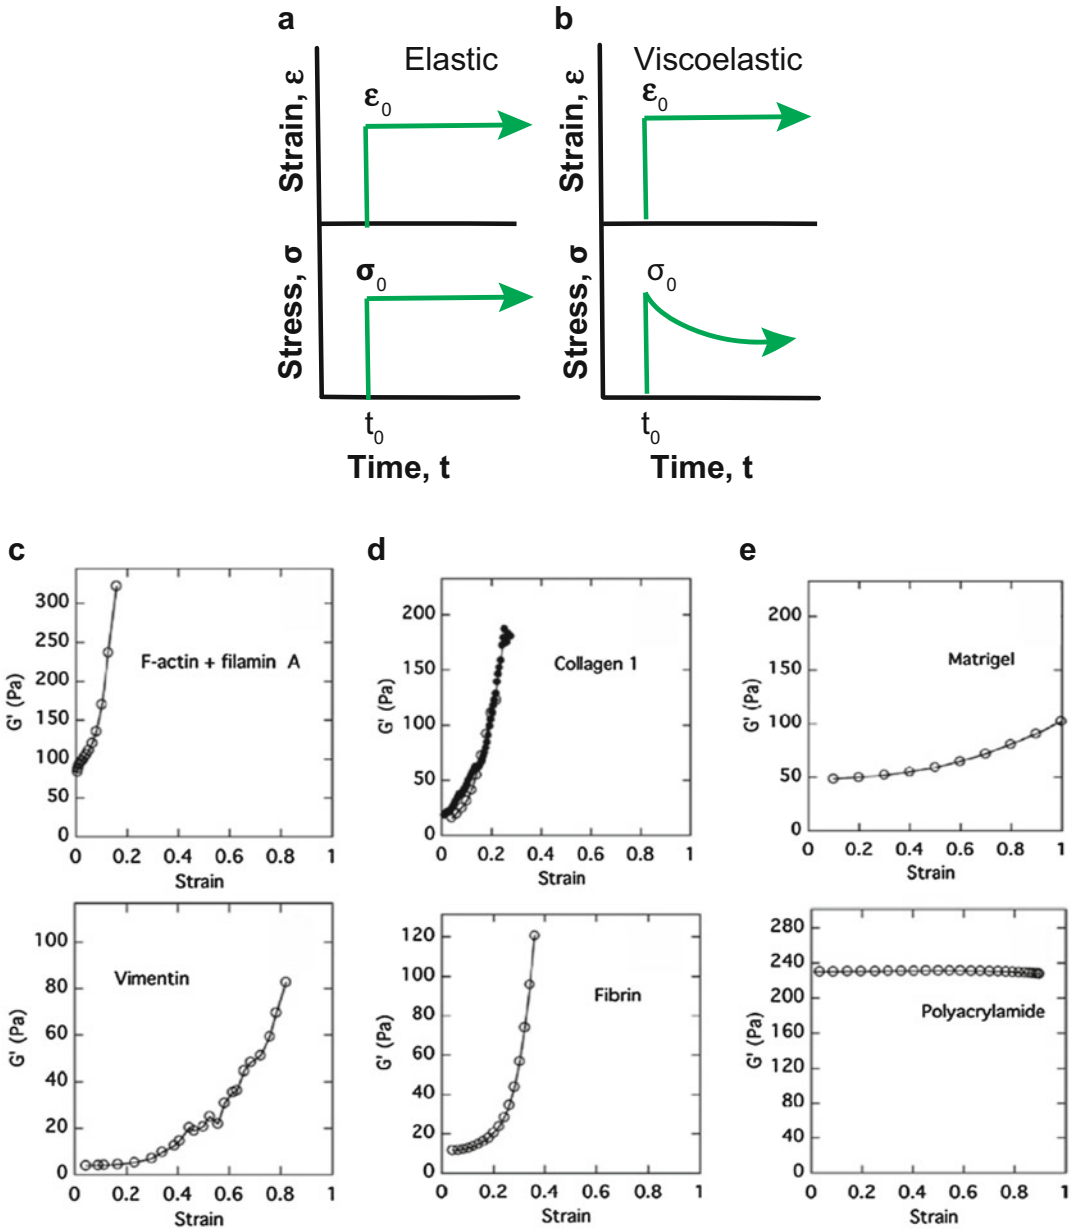 a
Elastic
Strain, ε
ε0
Stress, σ
σ0
t0
Time, t
b
Viscoelastic
Strain, ε
ε0
Stress, σ
σ0
t0
Time, t
c
300
250
200
150
100
50
0
G' (Pa)
F-actin + filamin A
0 0.2 0.4 0.6 0.8 1
Strain
100
80
60
40
20
0
G' (Pa)
Vimentin
0 0.2 0.4 0.6 0.8 1
Strain
d
200
150
100
50
0
G' (Pa)
Collagen 1
0 0.2 0.4 0.6 0.8 1
Strain
120
100
80
60
40
20
0
G' (Pa)
Fibrin
0 0.2 0.4 0.6 0.8 1
Strain
e
200
150
100
50
0
G' (Pa)
Matrigel
0 0.2 0.4 0.6 0.8 1
Strain
280
240
200
160
120
80
40
0
G' (Pa)
Polyacrylamide
0 0.2 0.4 0.6 0.8 1
Strain